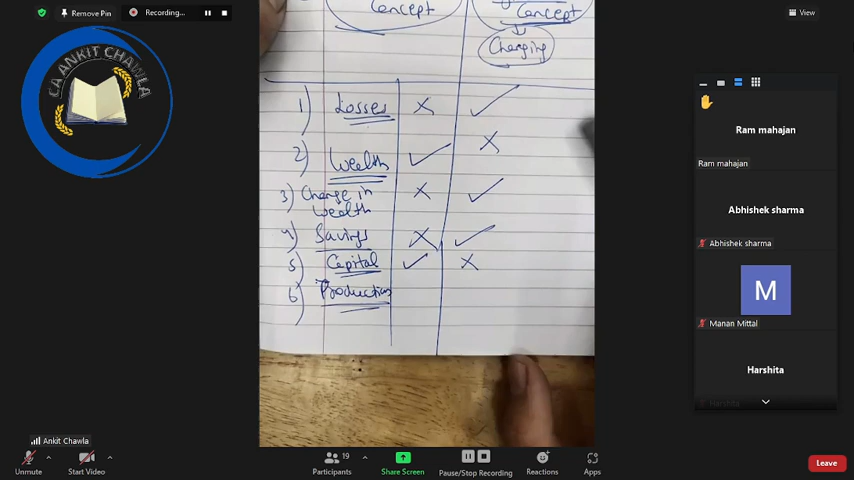 Remove Pin
Recording...
View
CA ANKIT CHAWLA
Concept
Concept
Changing
1) Losses × ✓
2) Wealth ✓ ×
3) Change in
wealth × ✓
4) Savings × ✓
5) Capital ✓ ×
6) Production
Ram mahajan
Ram mahajan
Abhishek sharma
Abhishek sharma
M
Manan Mittal
Harshita
Harshita
Ankit Chawla
Unmute
Start Video
19
Participants
Share Screen
Pause/Stop Recording
Reactions
Apps
Leave